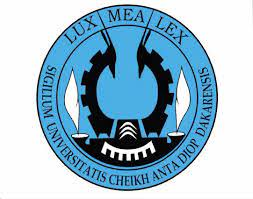 LUX MEA LEX
SIGILLUM UNIVERSITATIS CHEIKH ANTA DIOP DAKARENSIS